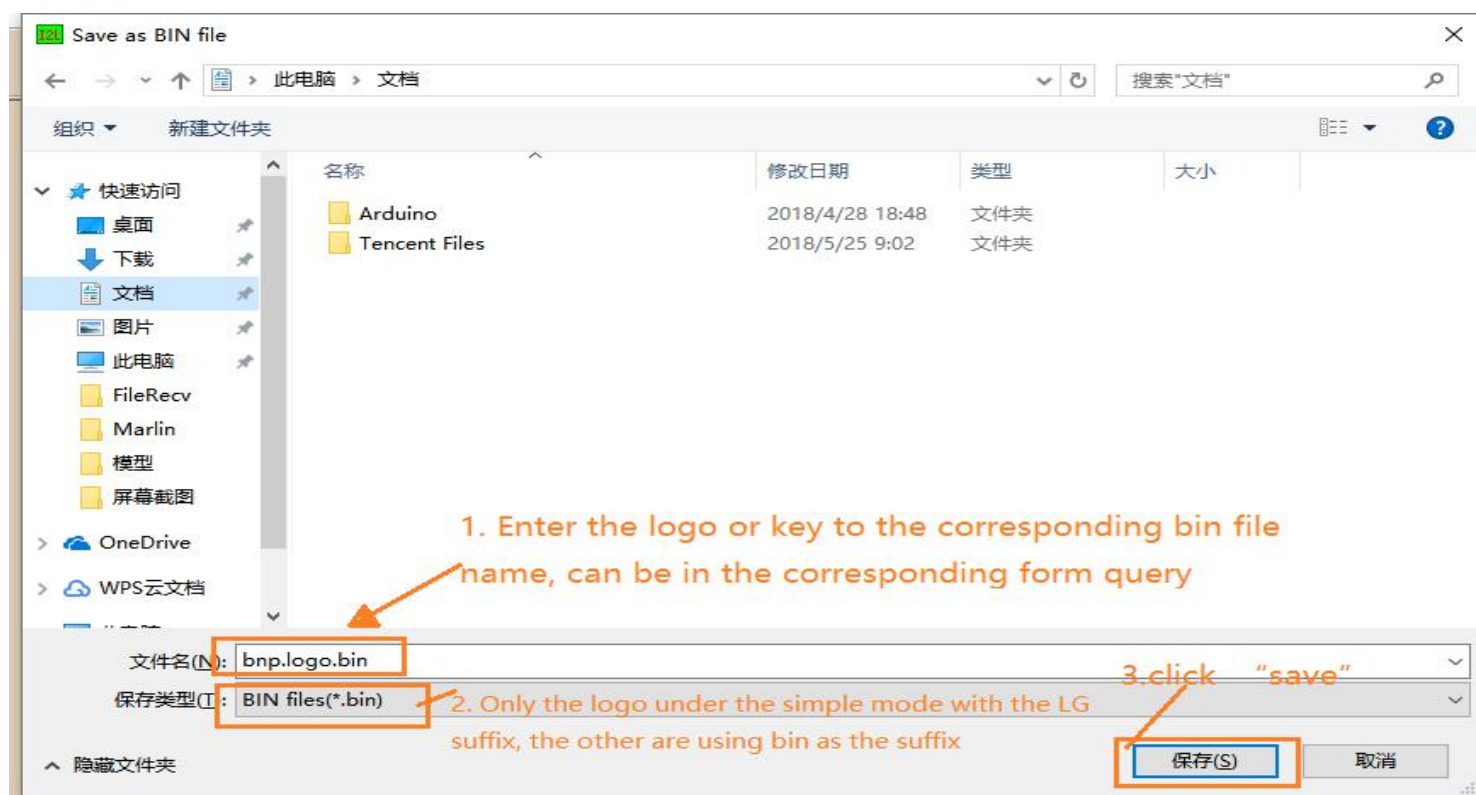 I2L Save as BIN file
此电脑 › 文档
搜索"文档"
组织
新建文件夹
名称
修改日期
类型
大小
快速访问
桌面
下载
文档
图片
此电脑
FileRecv
Marlin
模型
屏幕截图
OneDrive
WPS云文档
Arduino 2018/4/28 18:48 文件夹
Tencent Files 2018/5/25 9:02 文件夹
1. Enter the logo or key to the corresponding bin file
name, can be in the corresponding form query
文件名(N): bnp.logo.bin
保存类型(T): BIN files(*.bin)
2. Only the logo under the simple mode with the LG
suffix, the other are using bin as the suffix
3.click “save”
隐藏文件夹
保存(S)
取消